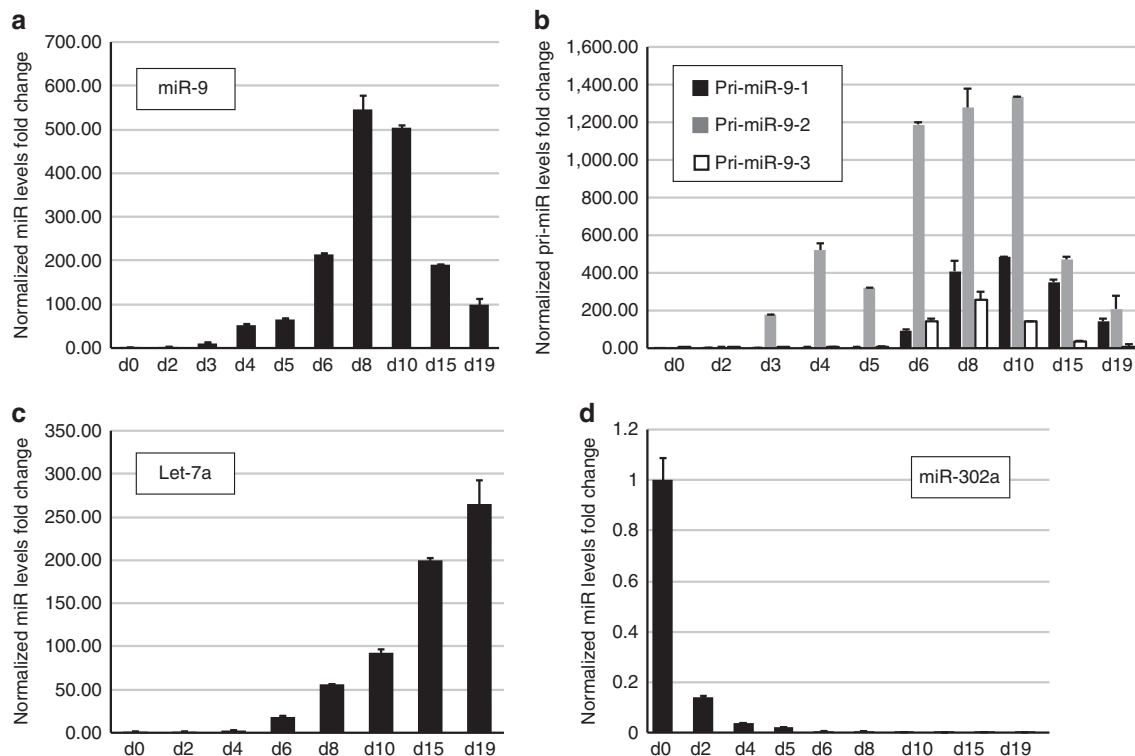 a
Normalized miR levels fold change
700.00
600.00
500.00
400.00
300.00
200.00
100.00
0.00
miR-9
d0 d2 d3 d4 d5 d6 d8 d10 d15 d19
b
Normalized pri-miR levels fold change
1,600.00
1,400.00
1,200.00
1,000.00
800.00
600.00
400.00
200.00
0.00
Pri-miR-9-1
Pri-miR-9-2
Pri-miR-9-3
d0 d2 d3 d4 d5 d6 d8 d10 d15 d19
c
Normalized miR levels fold change
350.00
300.00
250.00
200.00
150.00
100.00
50.00
0.00
Let-7a
d0 d2 d4 d6 d8 d10 d15 d19
d
Normalized miR levels fold change
1.2
1
0.8
0.6
0.4
0.2
0
miR-302a
d0 d2 d4 d5 d6 d8 d10 d15 d15 d19